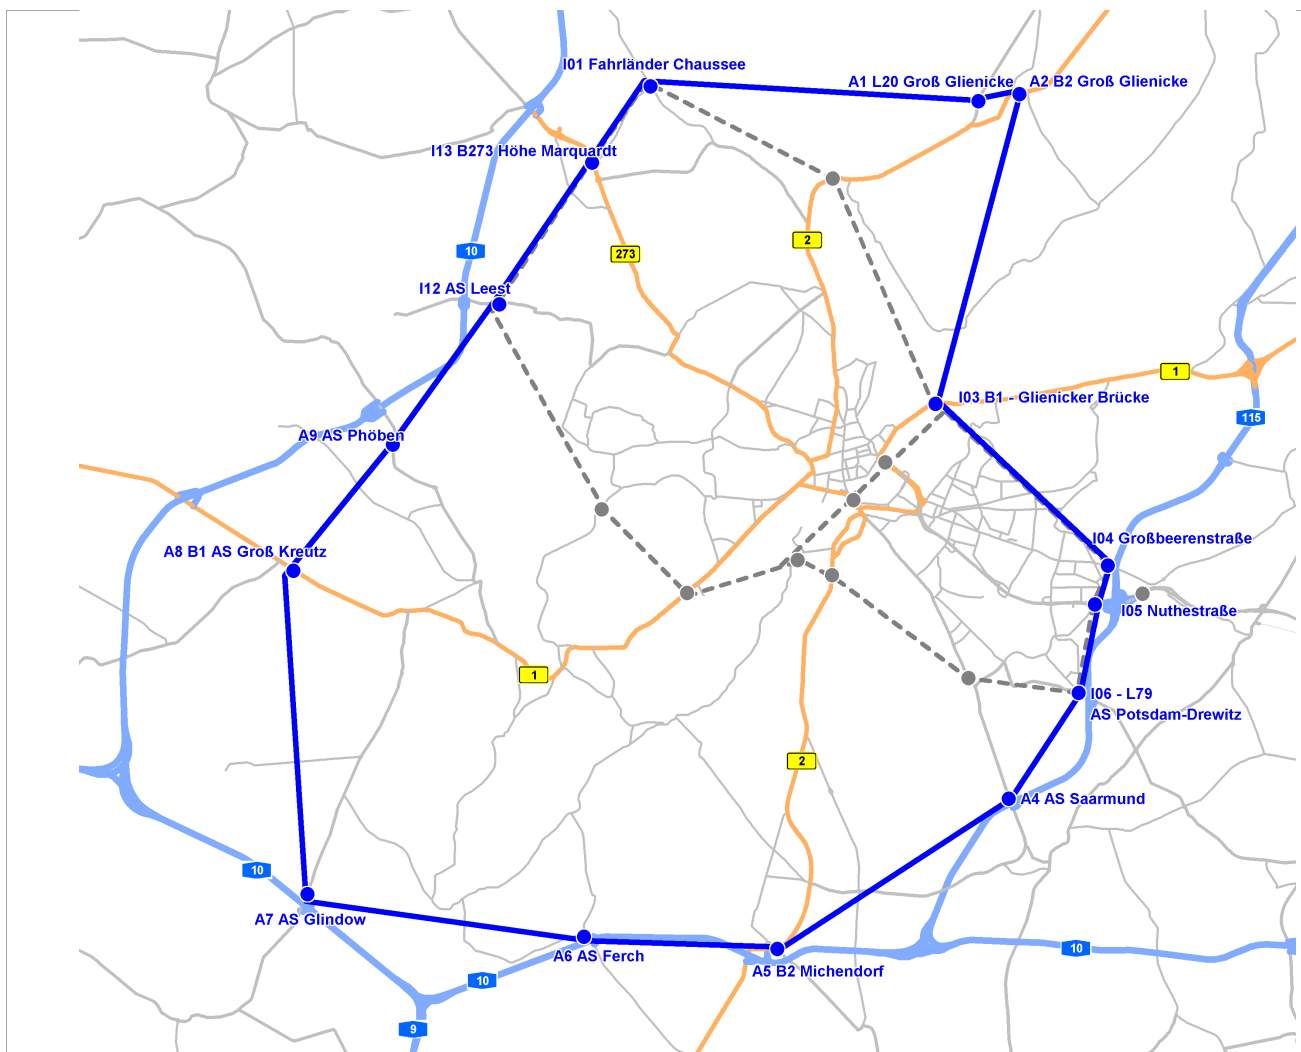 I01 Fahrländer Chaussee
A1 L20 Groß Glienicke
A2 B2 Groß Glienicke
I13 B273 Höhe Marquardt
2
10
273
I12 AS Leest
1
I03 B1 - Glienicker Brücke
115
A9 AS Phöben
I04 Großbeerenstraße
A8 B1 AS Groß Kreutz
I05 Nuthestraße
1
I06 - L79
AS Potsdam-Drewitz
2
A4 AS Saarmund
10
A7 AS Glindow
10
A6 AS Ferch
A5 B2 Michendorf
10
9